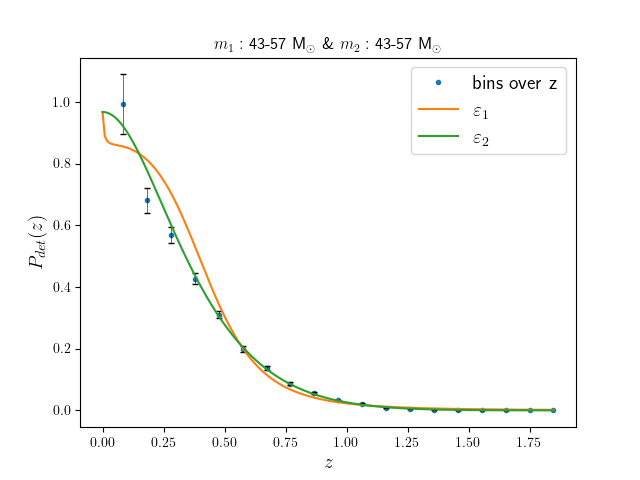 m₁ : 43-57 M☉ & m₂ : 43-57 M☉
bins over z
ε₁
ε₂
P_det(z)
1.0
0.8
0.6
0.4
0.2
0.0
0.00 0.25 0.50 0.75 1.00 1.25 1.50 1.75
z